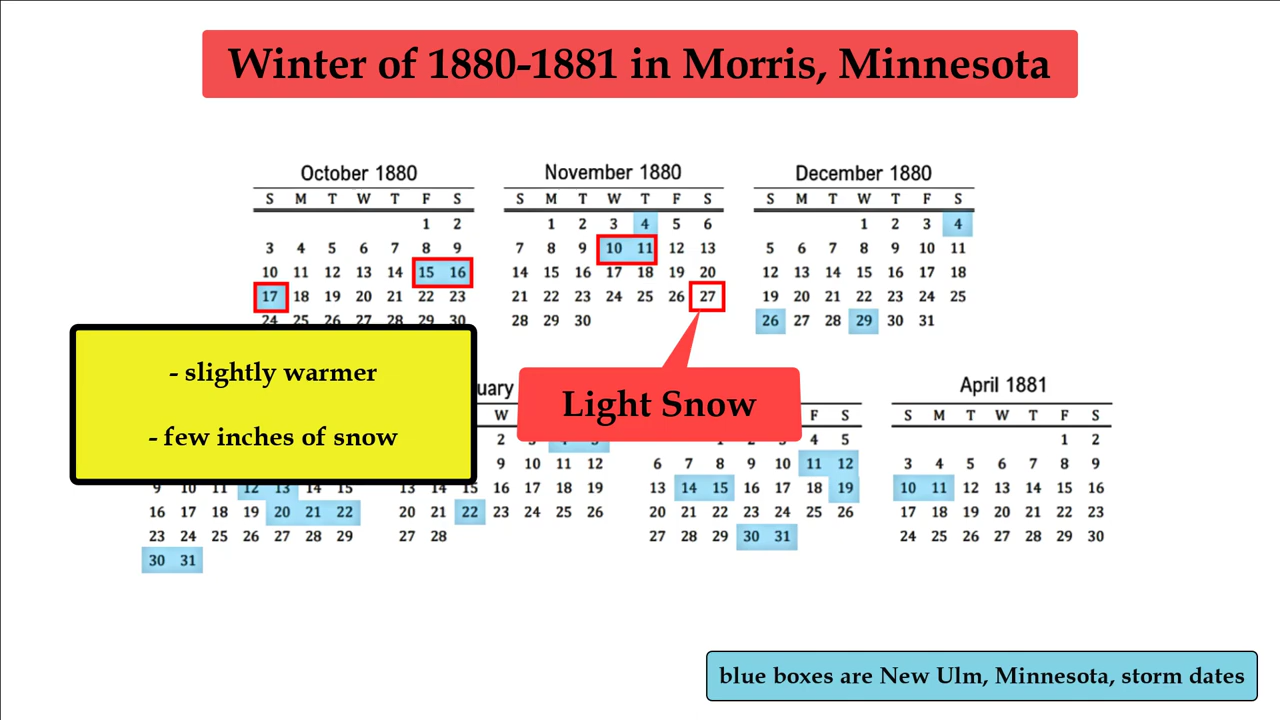 Winter of 1880-1881 in Morris, Minnesota
October 1880
S M T W T F S
1 2
3 4 5 6 7 8 9
10 11 12 13 14 15 16
17 18 19 20 21 22 23
24 25 26 27 28 29 30
November 1880
S M T W T F S
1 2 3 4 5 6
7 8 9 10 11 12 13
14 15 16 17 18 19 20
21 22 23 24 25 26 27
28 29 30
December 1880
S M T W T F S
1 2 3 4
5 6 7 8 9 10 11
12 13 14 15 16 17 18
19 20 21 22 23 24 25
26 27 28 29 30 31
- slightly warmer
- few inches of snow
Light Snow
9 10 11 12 13 14 15
16 17 18 19 20 21 22
23 24 25 26 27 28 29
30 31
uary
W
2
9 10 11 12
13 14 15 16 17 18 19
20 21 22 23 24 25 26
27 28
F S
4 5
6 7 8 9 10 11 12
13 14 15 16 17 18 19
20 21 22 23 24 25 26
27 28 29 30 31
April 1881
S M T W T F S
1 2
3 4 5 6 7 8 9
10 11 12 13 14 15 16
17 18 19 20 21 22 23
24 25 26 27 28 29 30
blue boxes are New Ulm, Minnesota, storm dates